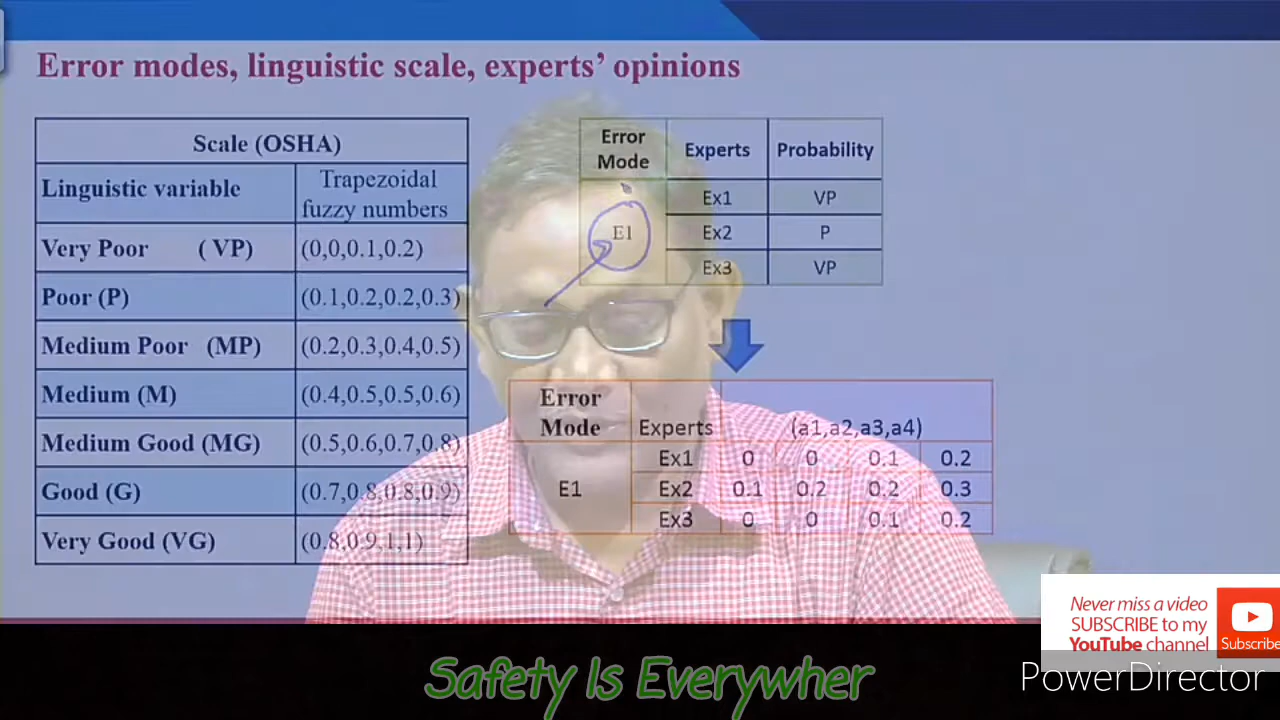 Error modes, linguistic scale, experts' opinions
Scale (OSHA)
Linguistic variable Trapezoidal fuzzy numbers
Very Poor ( VP) (0,0,0.1,0.2)
Poor (P) (0.1,0.2,0.2,0.3)
Medium Poor (MP) (0.2,0.3,0.4,0.5)
Medium (M) (0.4,0.5,0.5,0.6)
Medium Good (MG) (0.5,0.6,0.7,0.8)
Good (G) (0.7,0.8,0.8,0.9)
Very Good (VG) (0.8,0.9,1,1)
Error Mode Experts Probability
E1
Ex1 VP
Ex2 P
Ex3 VP
Error Mode Experts (a1,a2,a3,a4)
E1
Ex1 0 0 0.1 0.2
Ex2 0.1 0.2 0.2 0.3
Ex3 0 0 0.1 0.2
Never miss a video
SUBSCRIBE to my
YouTube channel
Subscribe
PowerDirector
Safety Is Everywher